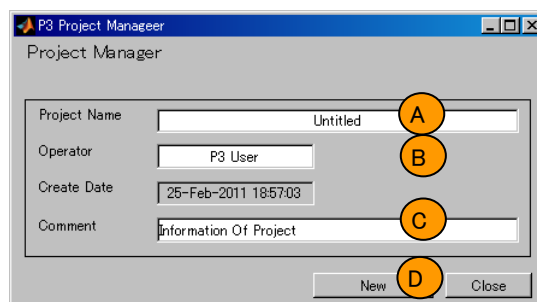 P3 Project Manageer
Project Manager
Project Name Untitled A
Operator P3 User B
Create Date 25-Feb-2011 18:57:03
Comment Information Of Project C
New D Close